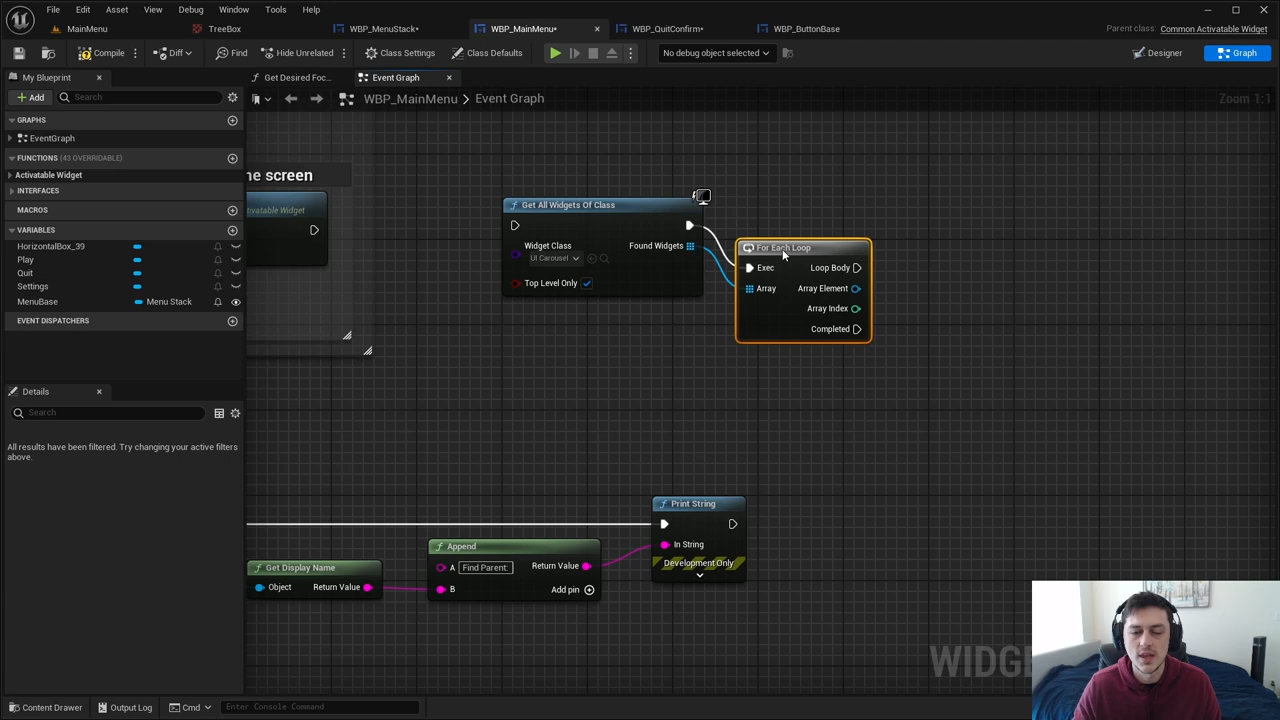 File Edit Asset View Debug Window Tools Help
MainMenu TreeBox WBP_MenuStack• WBP_MainMenu• WBP_QuitConfirm• WBP_ButtonBase Parent class: Common Activatable Widget
Compile Diff Find Hide Unrelated Class Settings Class Defaults No debug object selected Designer Graph
My Blueprint Get Desired Foc... Event Graph
Add Search WBP_MainMenu > Event Graph Zoom 1:1
GRAPHS
EventGraph
FUNCTIONS (43 OVERRIDABLE)
Activatable Widget
INTERFACES
MACROS
VARIABLES
HorizontalBox_39
Play
Quit
Settings
MenuBase Menu Stack
EVENT DISPATCHERS
Details
Search
All results have been filtered. Try changing your active filters
above.
screen
Get All Widgets Of Class
Widget Class Found Widgets
UI Carousel
Top Level Only
For Each Loop
Exec Loop Body
Array Array Element
Array Index
Completed
Get Display Name
Object Return Value
Append
A Find Parent: Return Value
B Add pin
Print String
In String
Development Only
Content Drawer Output Log Cmd Enter Console Command